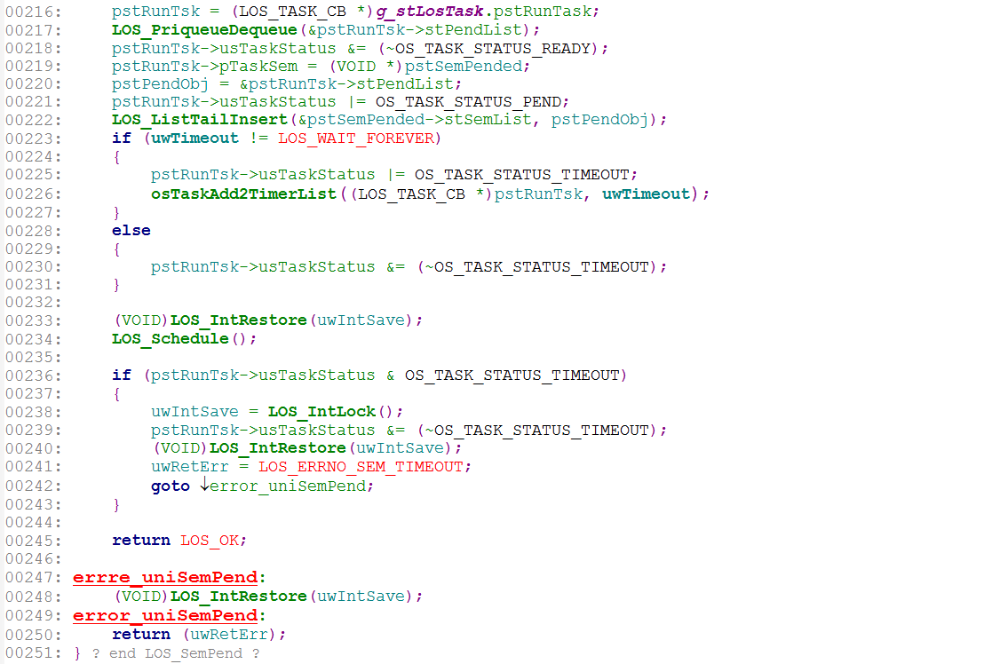 00216:     pstRunTsk = (LOS_TASK_CB *)g_stLosTask.pstRunTask;
00217:     LOS_PriqueueDequeue(&pstRunTsk->stPendList);
00218:     pstRunTsk->usTaskStatus &= (~OS_TASK_STATUS_READY);
00219:     pstRunTsk->pTaskSem = (VOID *)pstSemPended;
00220:     pstPendObj = &pstRunTsk->stPendList;
00221:     pstRunTsk->usTaskStatus |= OS_TASK_STATUS_PEND;
00222:     LOS_ListTailInsert(&pstSemPended->stSemList, pstPendObj);
00223:     if (uwTimeout != LOS_WAIT_FOREVER)
00224:     {
00225:         pstRunTsk->usTaskStatus |= OS_TASK_STATUS_TIMEOUT;
00226:         osTaskAdd2TimerList((LOS_TASK_CB *)pstRunTsk, uwTimeout);
00227:     }
00228:     else
00229:     {
00230:         pstRunTsk->usTaskStatus &= (~OS_TASK_STATUS_TIMEOUT);
00231:     }
00232:
00233:     (VOID)LOS_IntRestore(uwIntSave);
00234:     LOS_Schedule();
00235:
00236:     if (pstRunTsk->usTaskStatus & OS_TASK_STATUS_TIMEOUT)
00237:     {
00238:         uwIntSave = LOS_IntLock();
00239:         pstRunTsk->usTaskStatus &= (~OS_TASK_STATUS_TIMEOUT);
00240:         (VOID)LOS_IntRestore(uwIntSave);
00241:         uwRetErr = LOS_ERRNO_SEM_TIMEOUT;
00242:         goto ↓error_uniSemPend;
00243:     }
00244:
00245:     return LOS_OK;
00246:
00247: errre_uniSemPend:
00248:     (VOID)LOS_IntRestore(uwIntSave);
00249: error_uniSemPend:
00250:     return (uwRetErr);
00251: } ? end LOS_SemPend ?